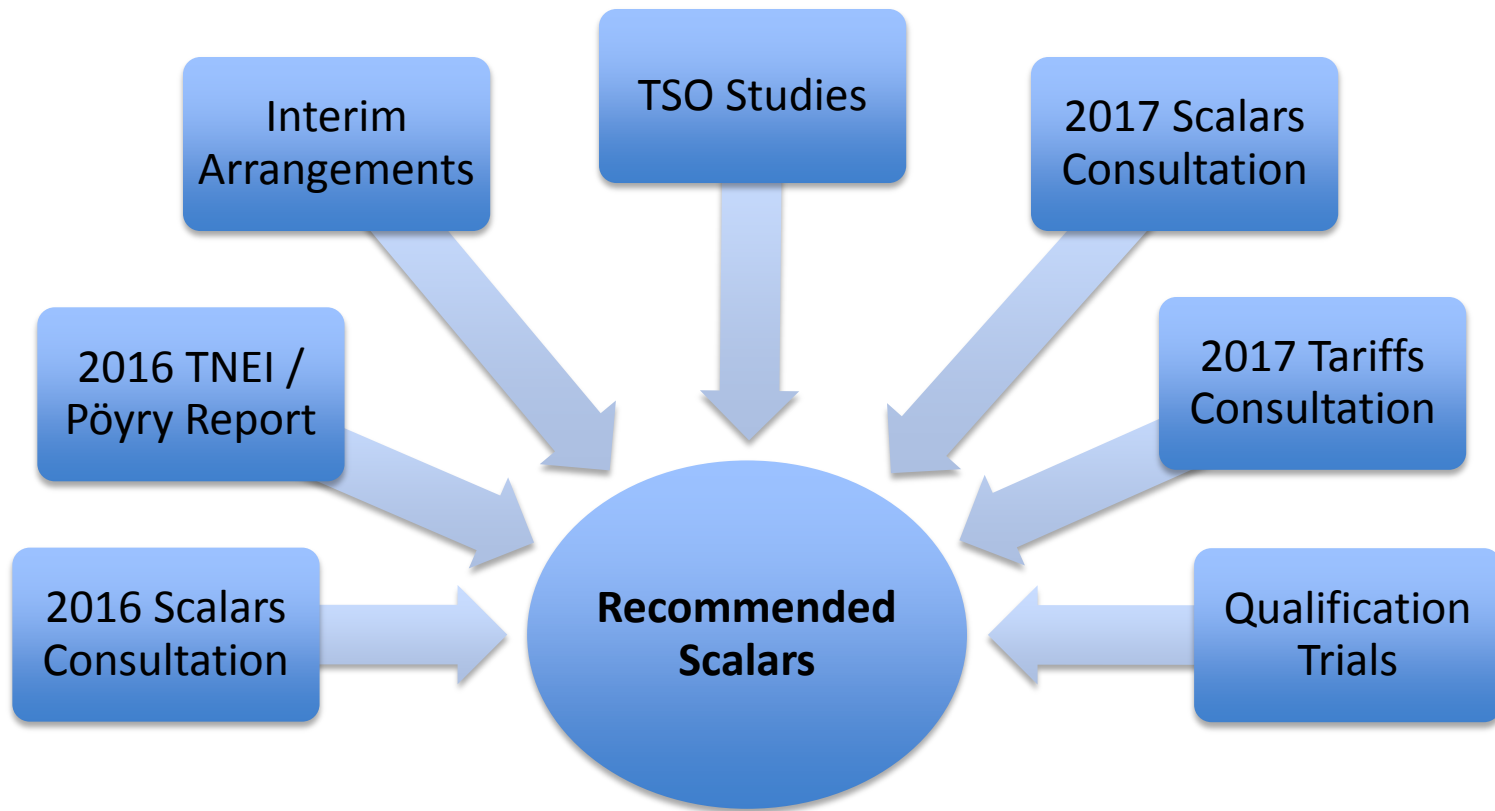 TSO Studies
Interim
Arrangements
2017 Scalars
Consultation
2016 TNEI /
Pöyry Report
2017 Tariffs
Consultation
2016 Scalars
Consultation
Recommended
Scalars
Qualification
Trials